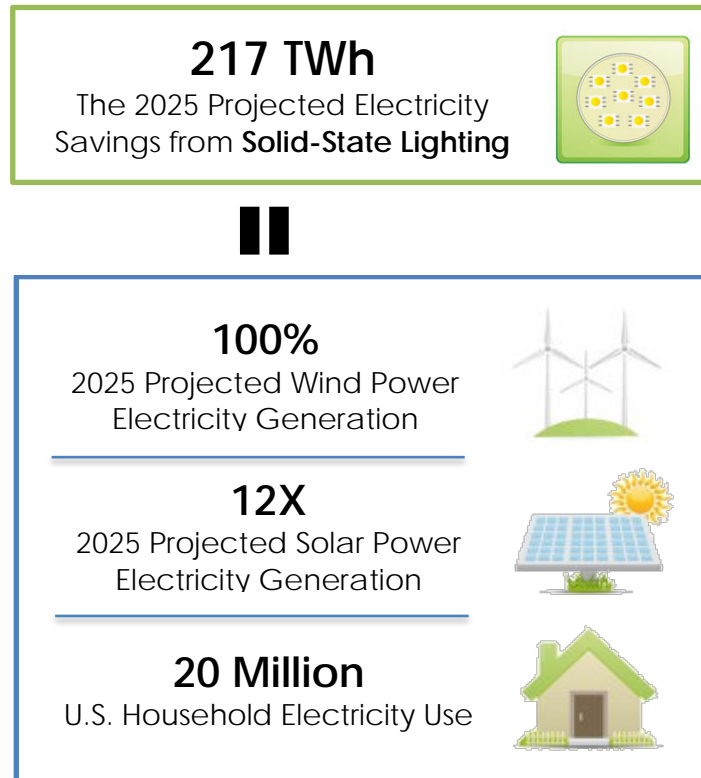 217 TWh
The 2025 Projected Electricity
Savings from Solid-State Lighting
100%
2025 Projected Wind Power
Electricity Generation
12X
2025 Projected Solar Power
Electricity Generation
20 Million
U.S. Household Electricity Use